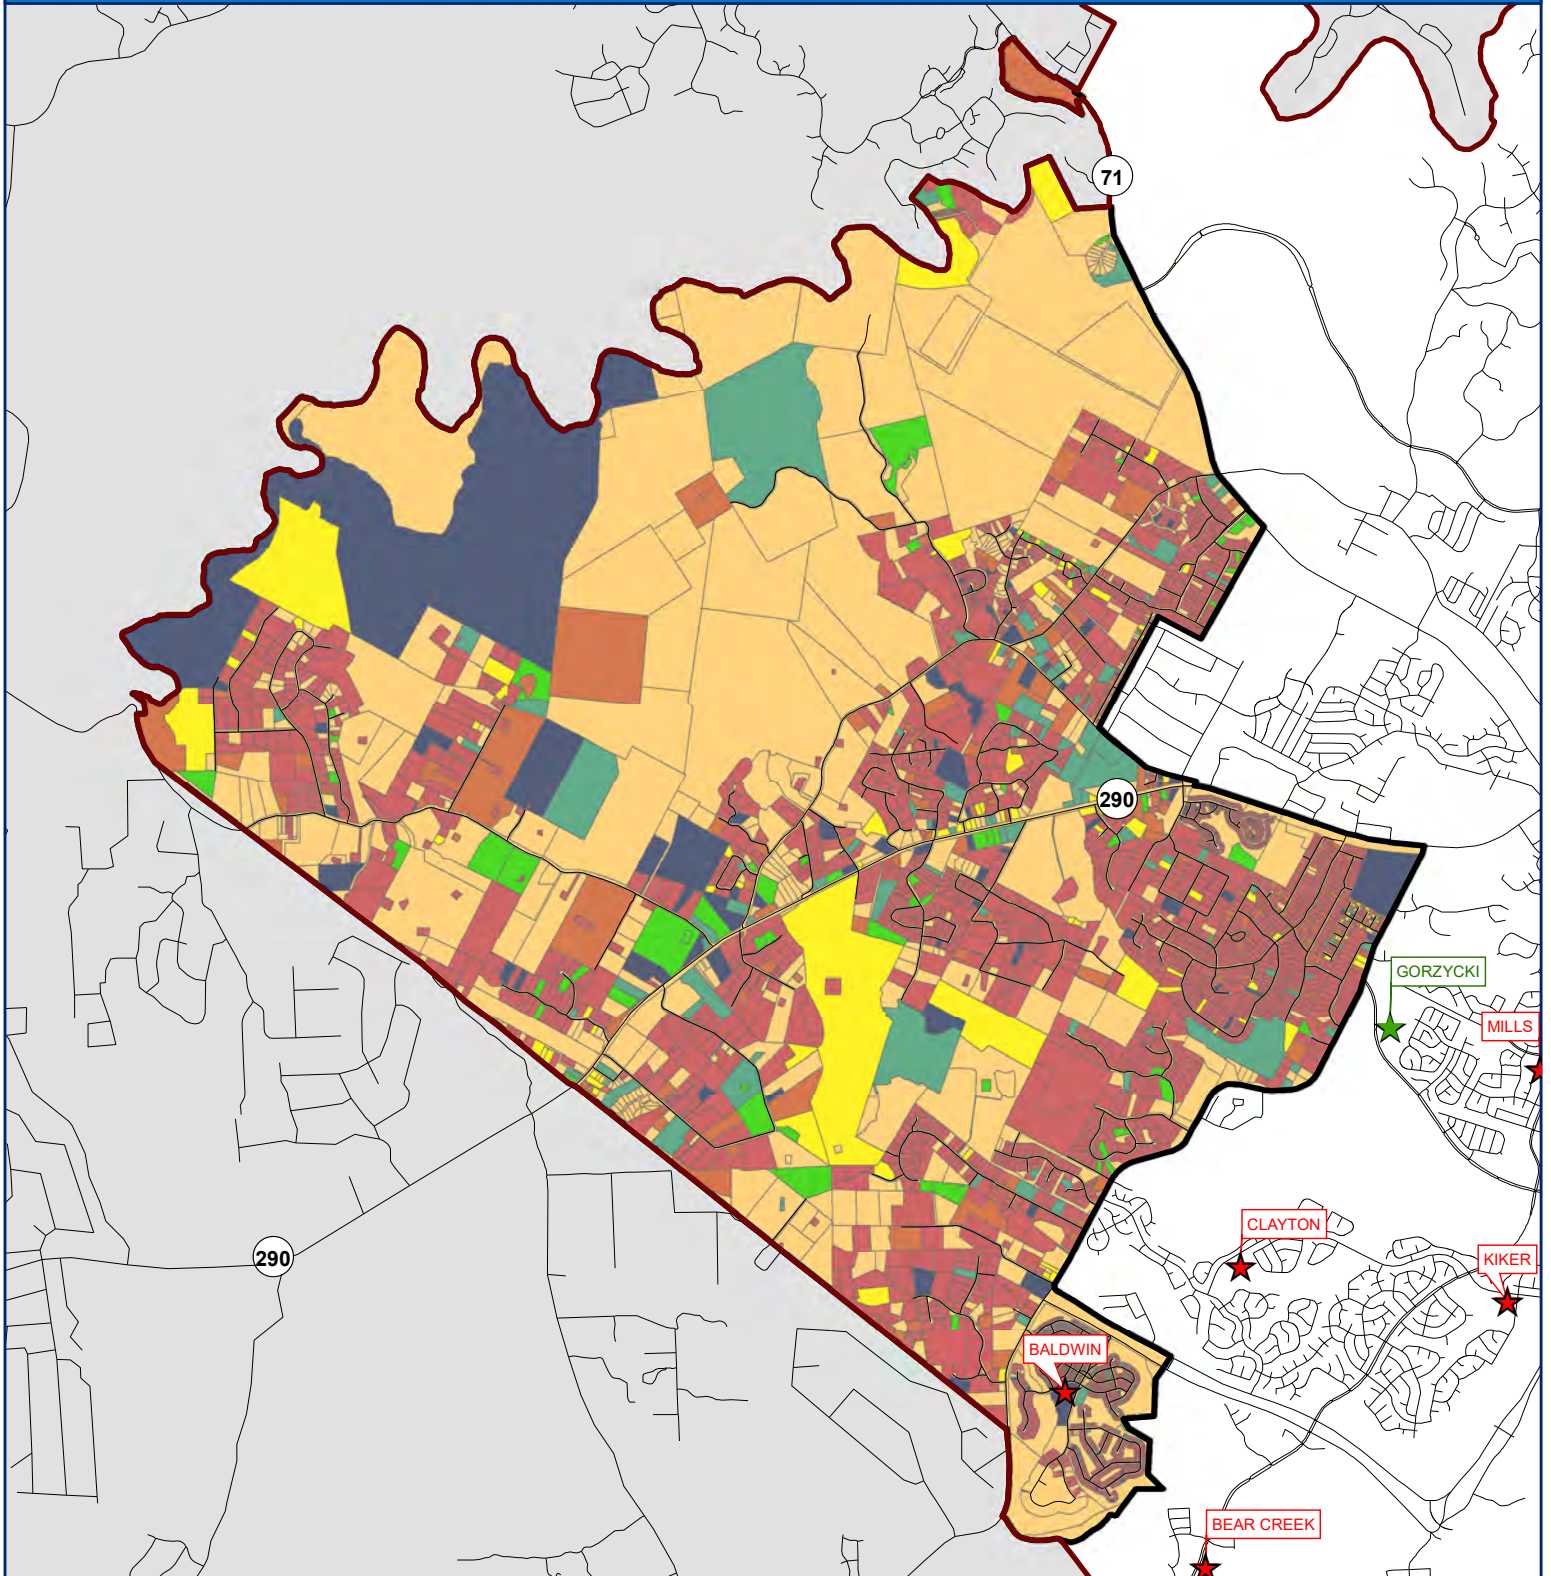 71
290
GORZYCKI
MILLS
CLAYTON
290
KIKER
BALDWIN
BEAR CREEK